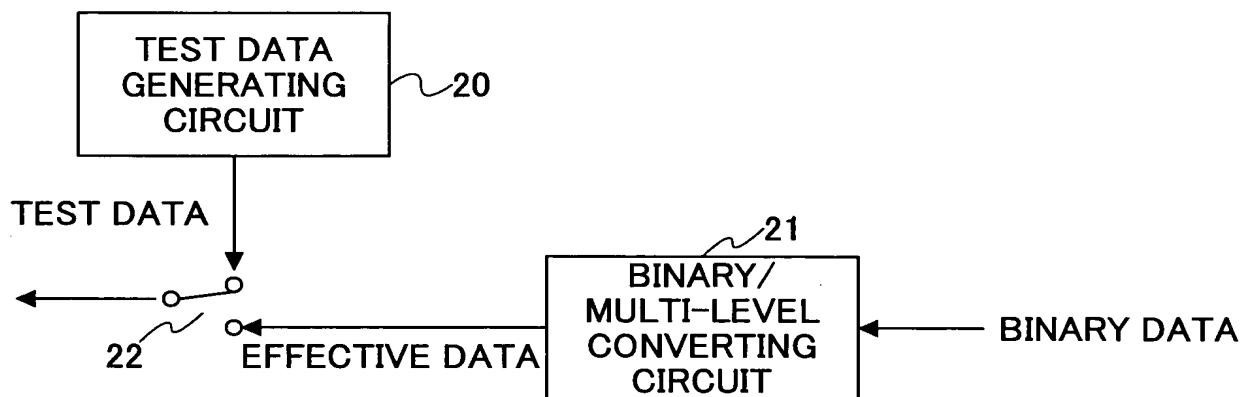 TEST DATA
GENERATING
CIRCUIT
20
TEST DATA
21
BINARY/
MULTI-LEVEL
CONVERTING
CIRCUIT
BINARY DATA
22
EFFECTIVE DATA